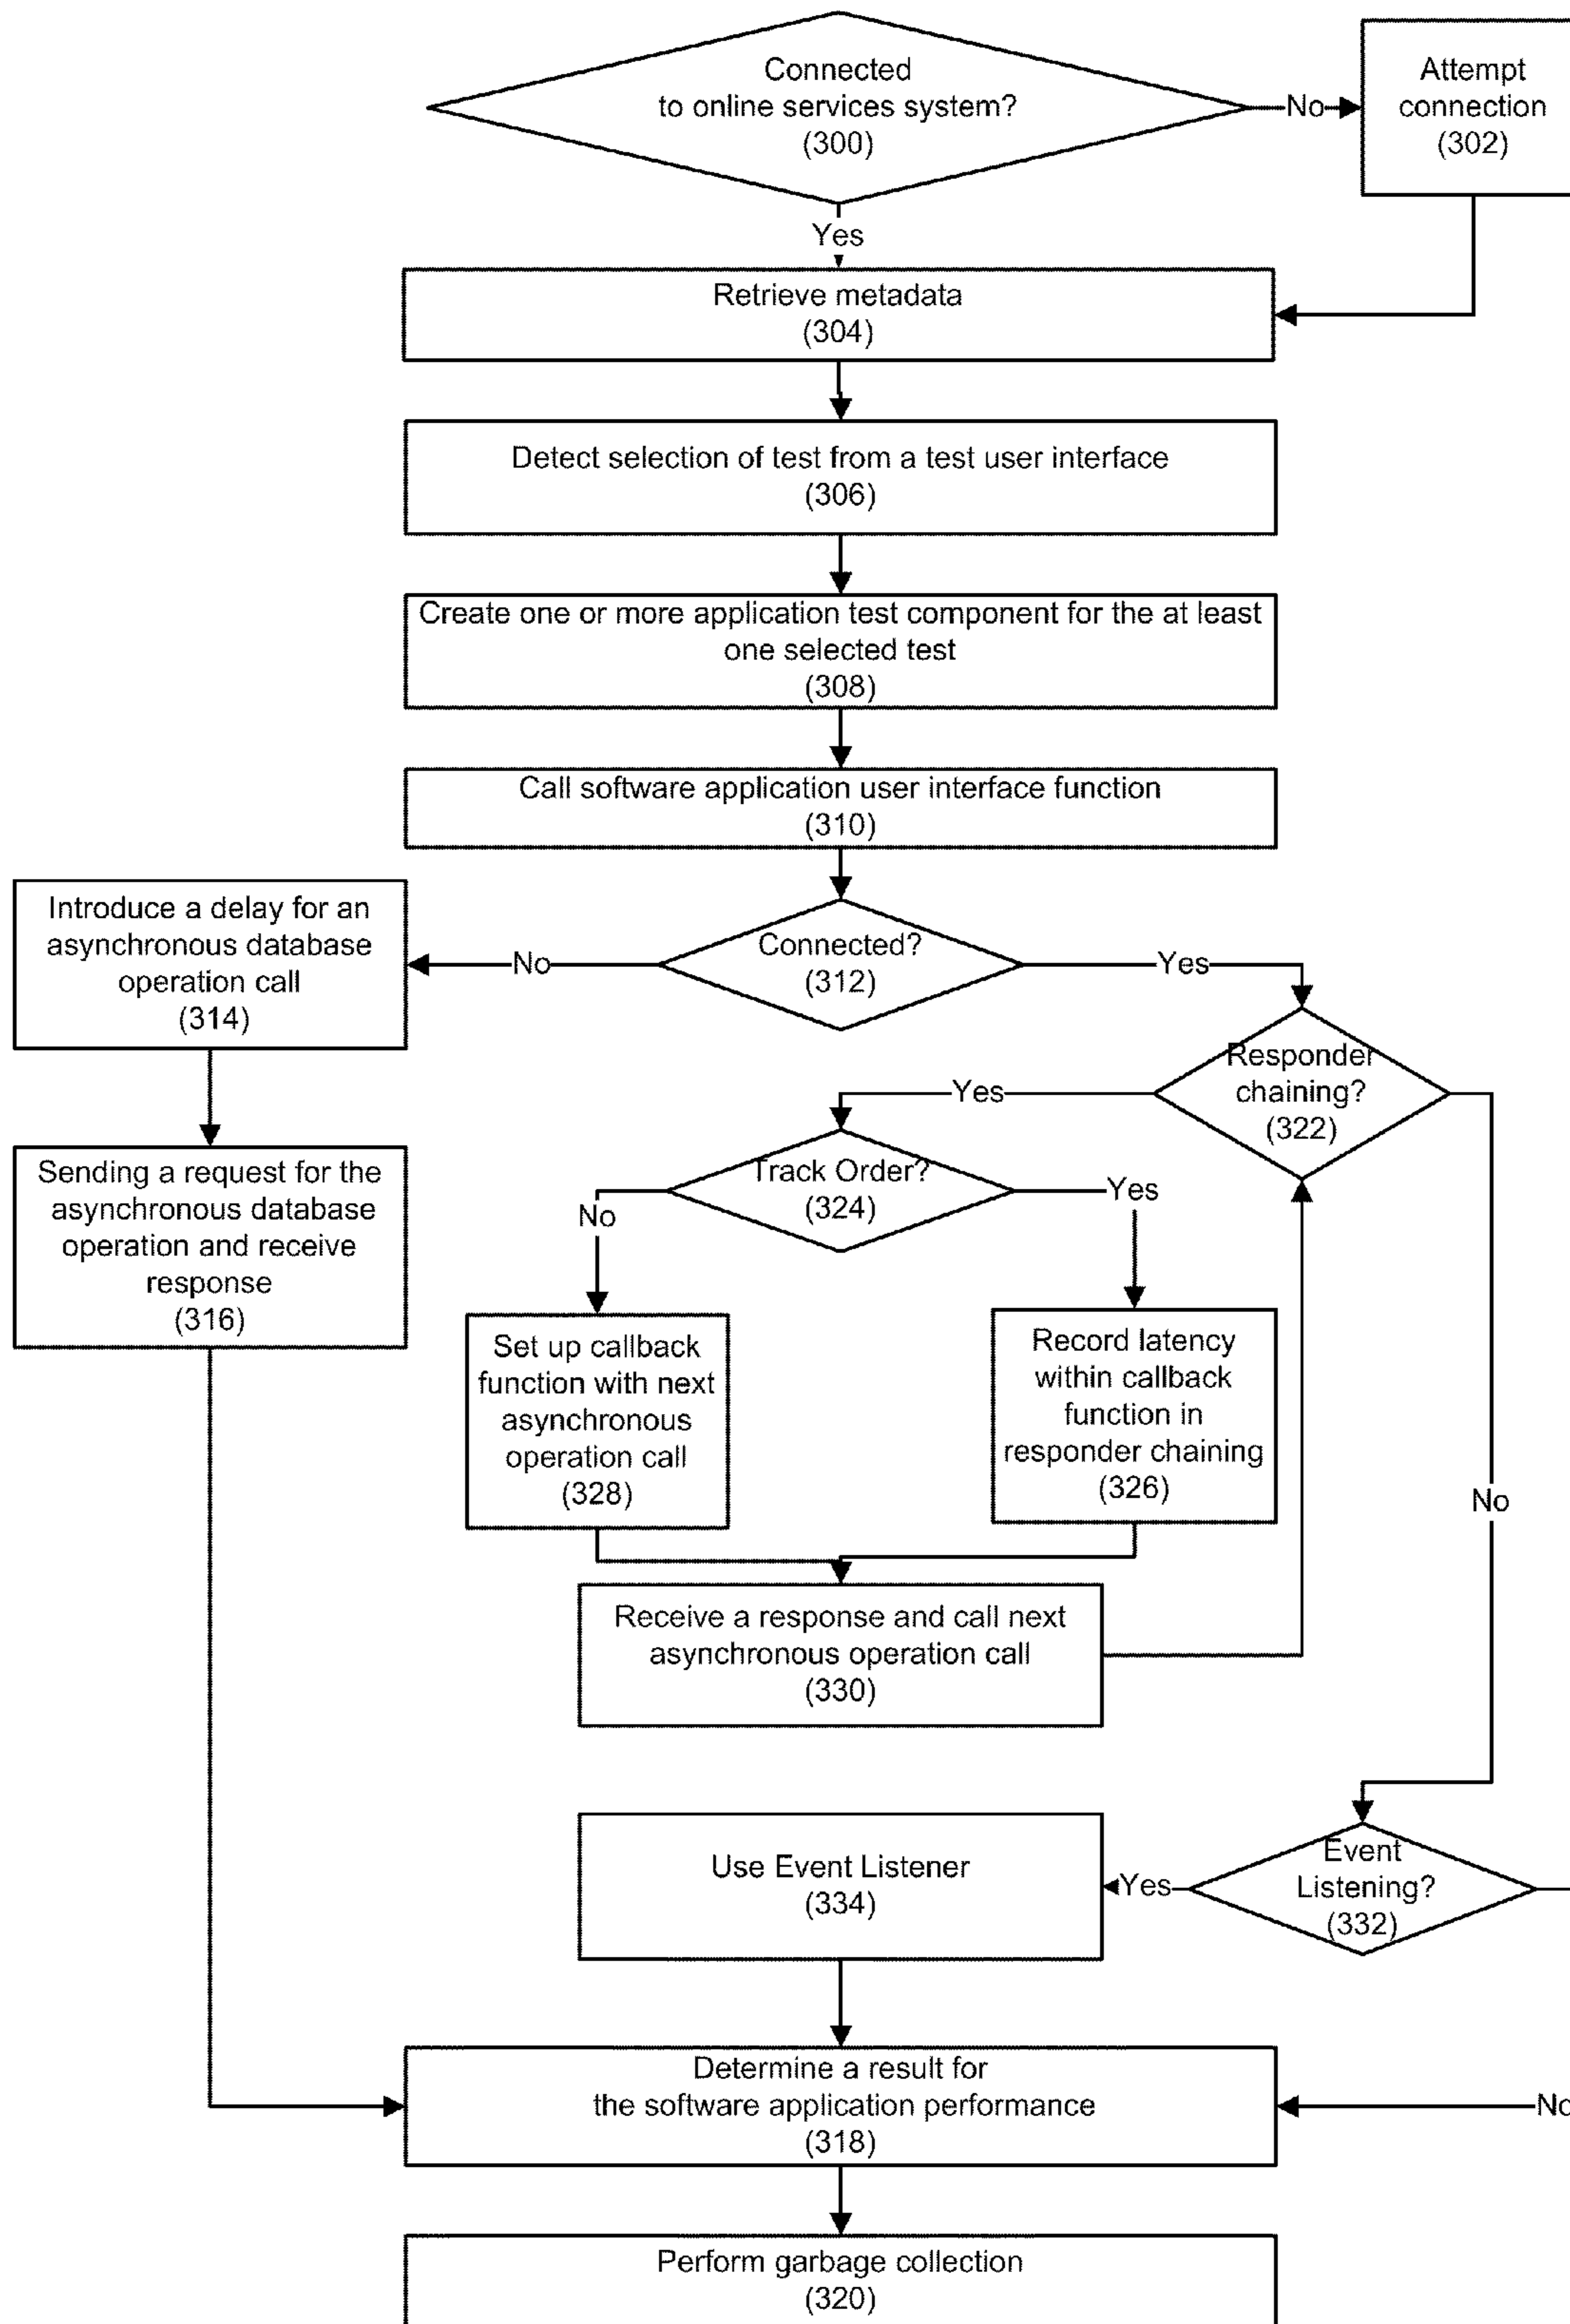 Connected
to online services system?
(300)
No
Attempt
connection
(302)
Yes
Retrieve metadata
(304)
Detect selection of test from a test user interface
(306)
Create one or more application test component for the at least
one selected test
(308)
Call software application user interface function
(310)
Introduce a delay for an
asynchronous database
operation call
(314)
No
Connected?
(312)
Yes
Responder
chaining?
(322)
Yes
Track Order?
(324)
No
Yes
Sending a request for the
asynchronous database
operation and receive
response
(316)
Set up callback
function with next
asynchronous
operation call
(328)
Record latency
within callback
function in
responder chaining
(326)
No
Receive a response and call next
asynchronous operation call
(330)
Use Event Listener
(334)
Yes
Event
Listening?
(332)
Determine a result for
the software application performance
(318)
No
Perform garbage collection
(320)